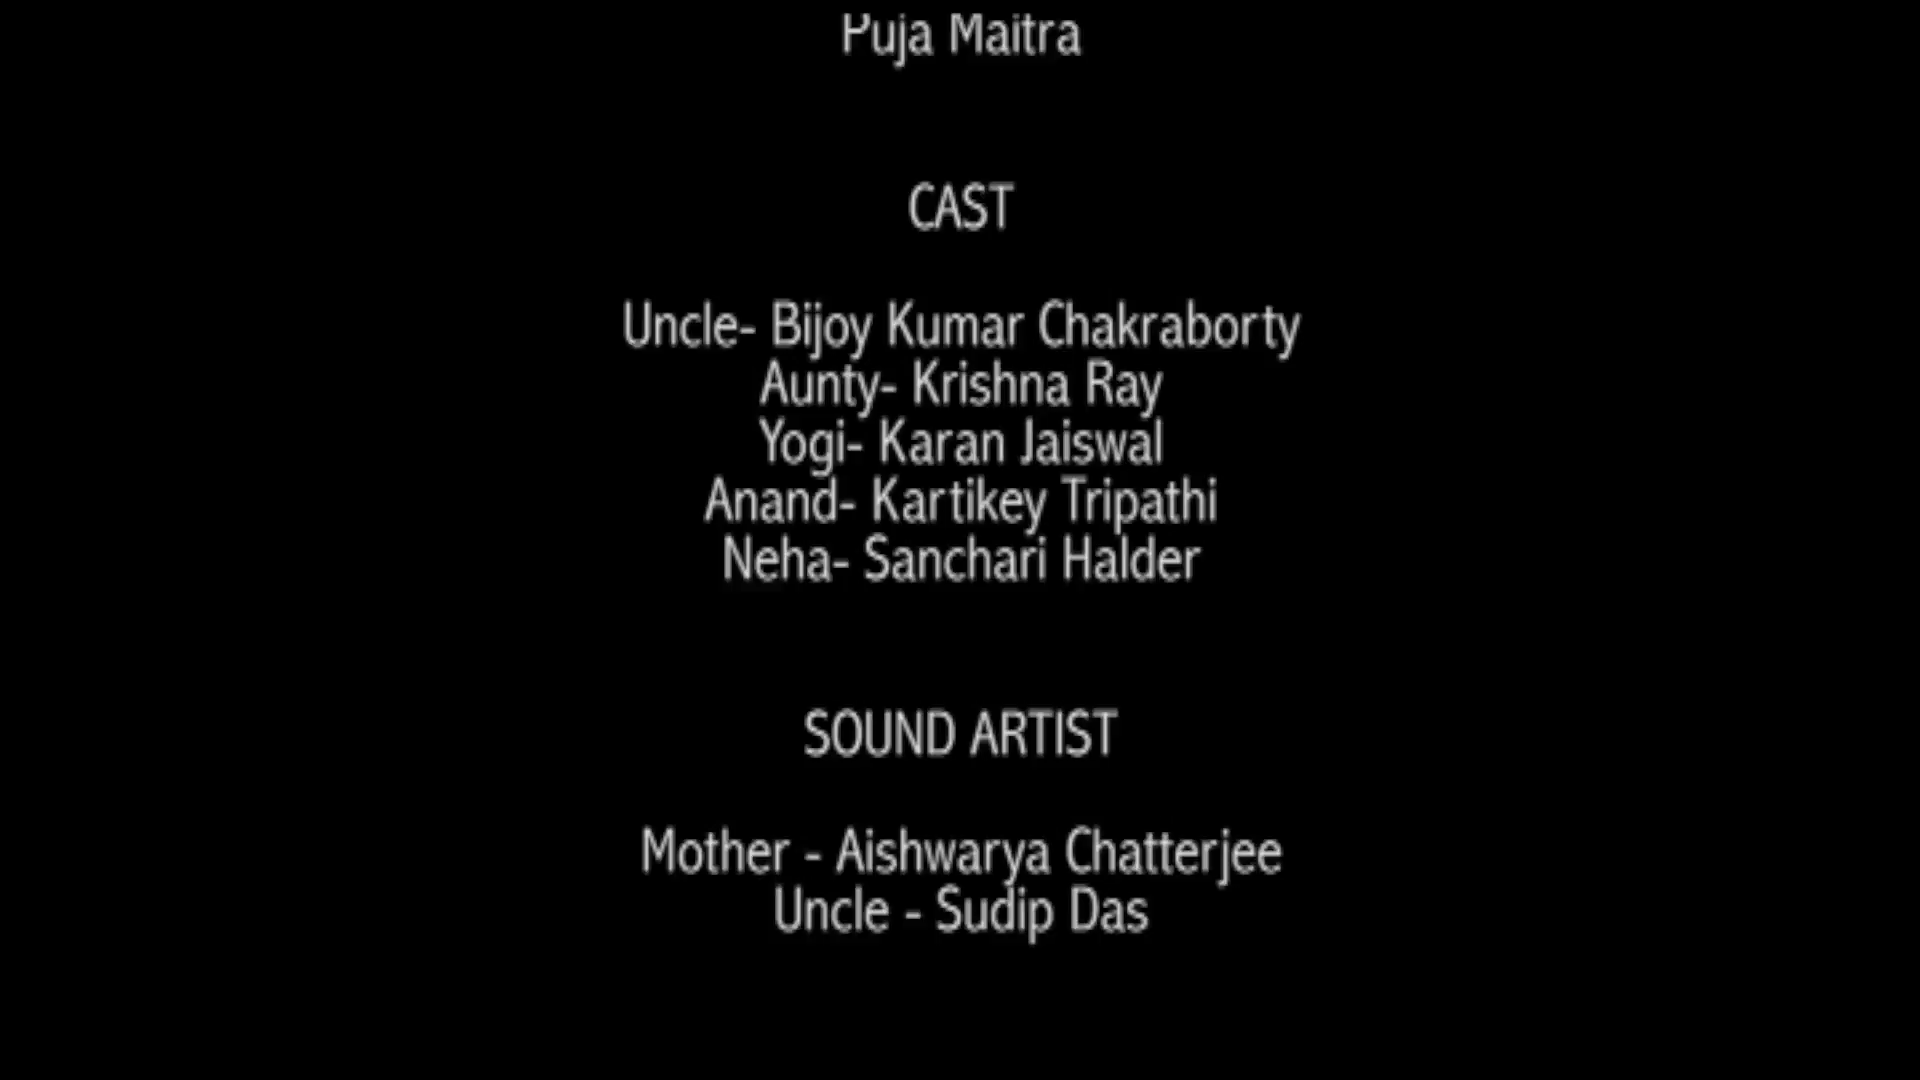 Puja Maitra
CAST
Uncle- Bijoy Kumar Chakraborty
Aunty- Krishna Ray
Yogi- Karan Jaiswal
Anand- Kartikey Tripathi
Neha- Sanchari Halder
SOUND ARTIST
Mother - Aishwarya Chatterjee
Uncle - Sudip Das